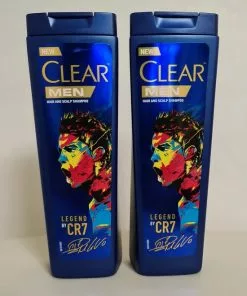 NEW
CLEAR
MEN
HAIR AND SCALP SHAMPOO
LEGEND
BY CR7
NEW
CLEAR
MEN
HAIR AND SCALP SHAMPOO
LEGEND
BY CR7